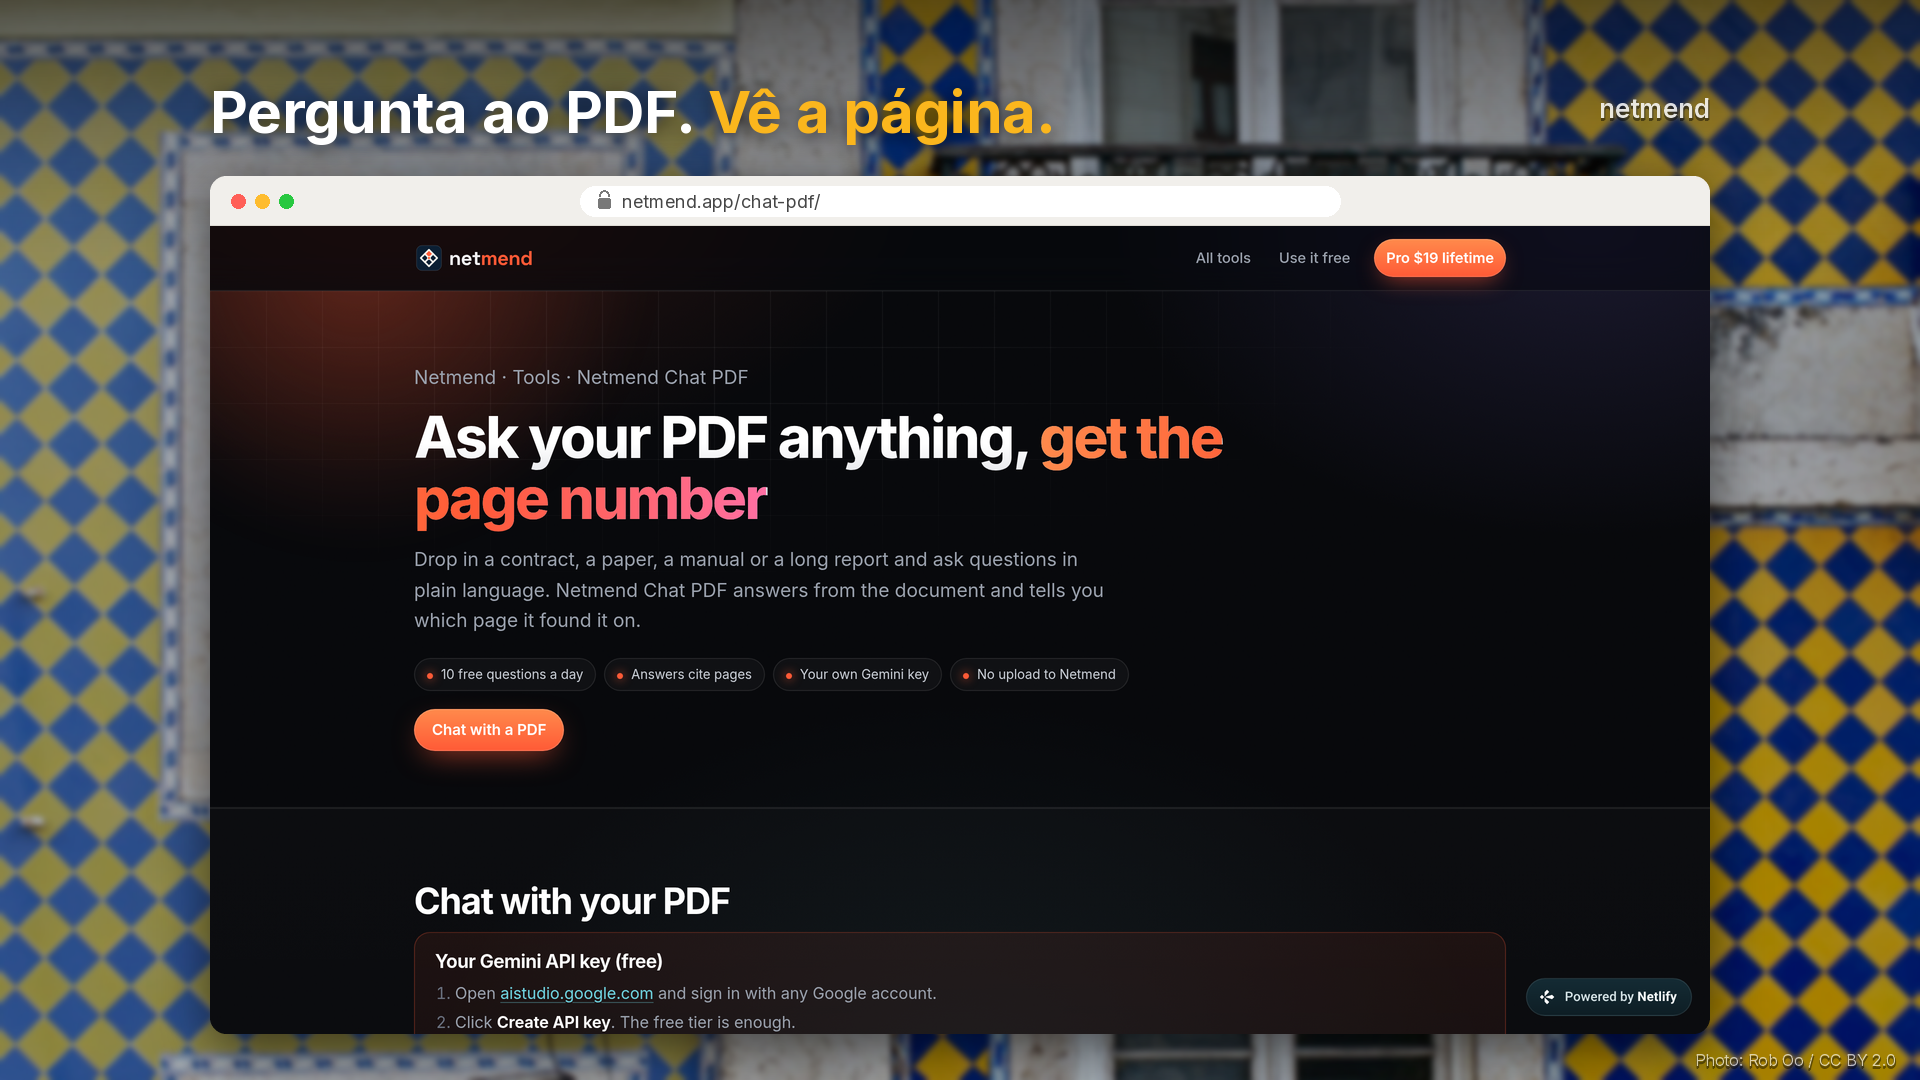 Pergunta ao PDF. Vê a página.
netmend
netmend.app/chat-pdf/
netmend
All tools
Use it free
Pro $19 lifetime
Netmend · Tools · Netmend Chat PDF
Ask your PDF anything, get the
page number
Drop in a contract, a paper, a manual or a long report and ask questions in
plain language. Netmend Chat PDF answers from the document and tells you
which page it found it on.
10 free questions a day
Answers cite pages
Your own Gemini key
No upload to Netmend
Chat with a PDF
Chat with your PDF
Your Gemini API key (free)
1. Open aistudio.google.com and sign in with any Google account.
2. Click Create API key. The free tier is enough.
Powered by Netlify
Photo: Rob Oo / CC BY 2.0